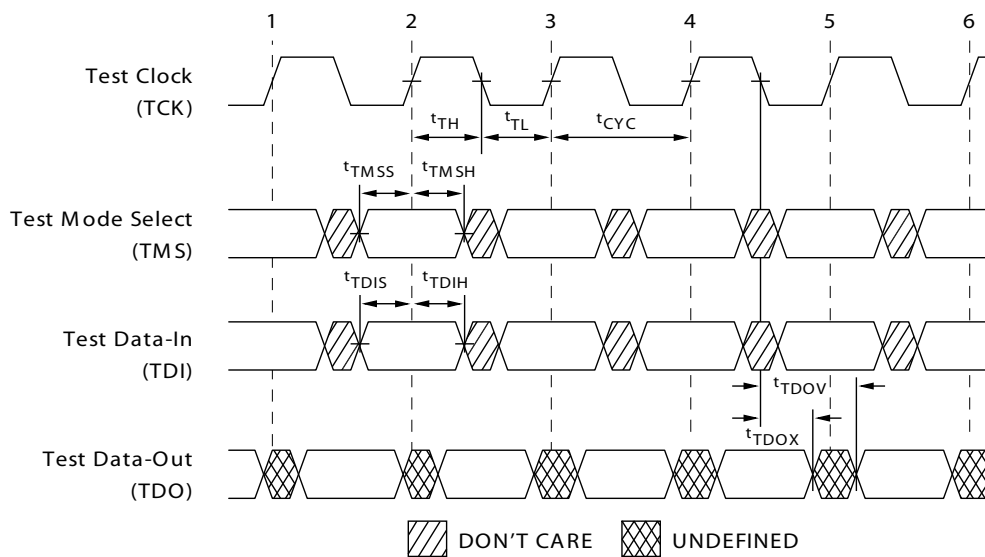 1 2 3 4 5 6
Test Clock
(TCK)
tTH tTL tCYC
tTMSS tTMSH
Test Mode Select
(TMS)
tTDIS tTDIH
Test Data-In
(TDI)
tTDOV
tTDOX
Test Data-Out
(TDO)
DON'T CARE UNDEFINED